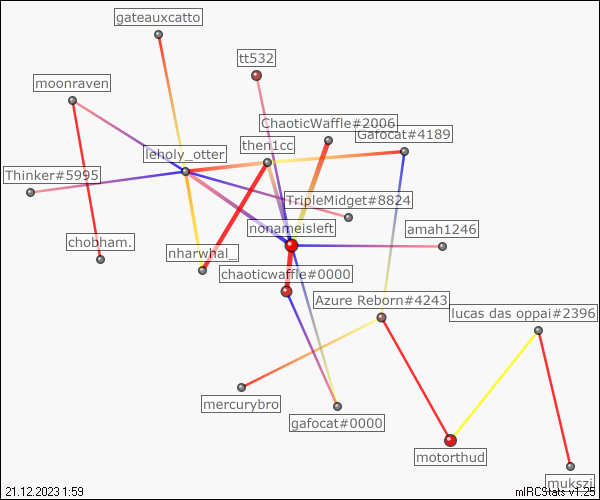 gateauxcatto
tt532
moonraven
ChaoticWaffle#2006
Gafocat#4189
then1cc
leholy_otter
Thinker#5995
TripleMidget#8824
nonameisleft
amah1246
chobham.
nharwhal_
chaoticwaffle#0000
Azure Reborn#4243
lucas das oppai#2396
mercurybro
gafocat#0000
motorthud
mukszi
21.12.2023 1:59
mIRCStats v1.25